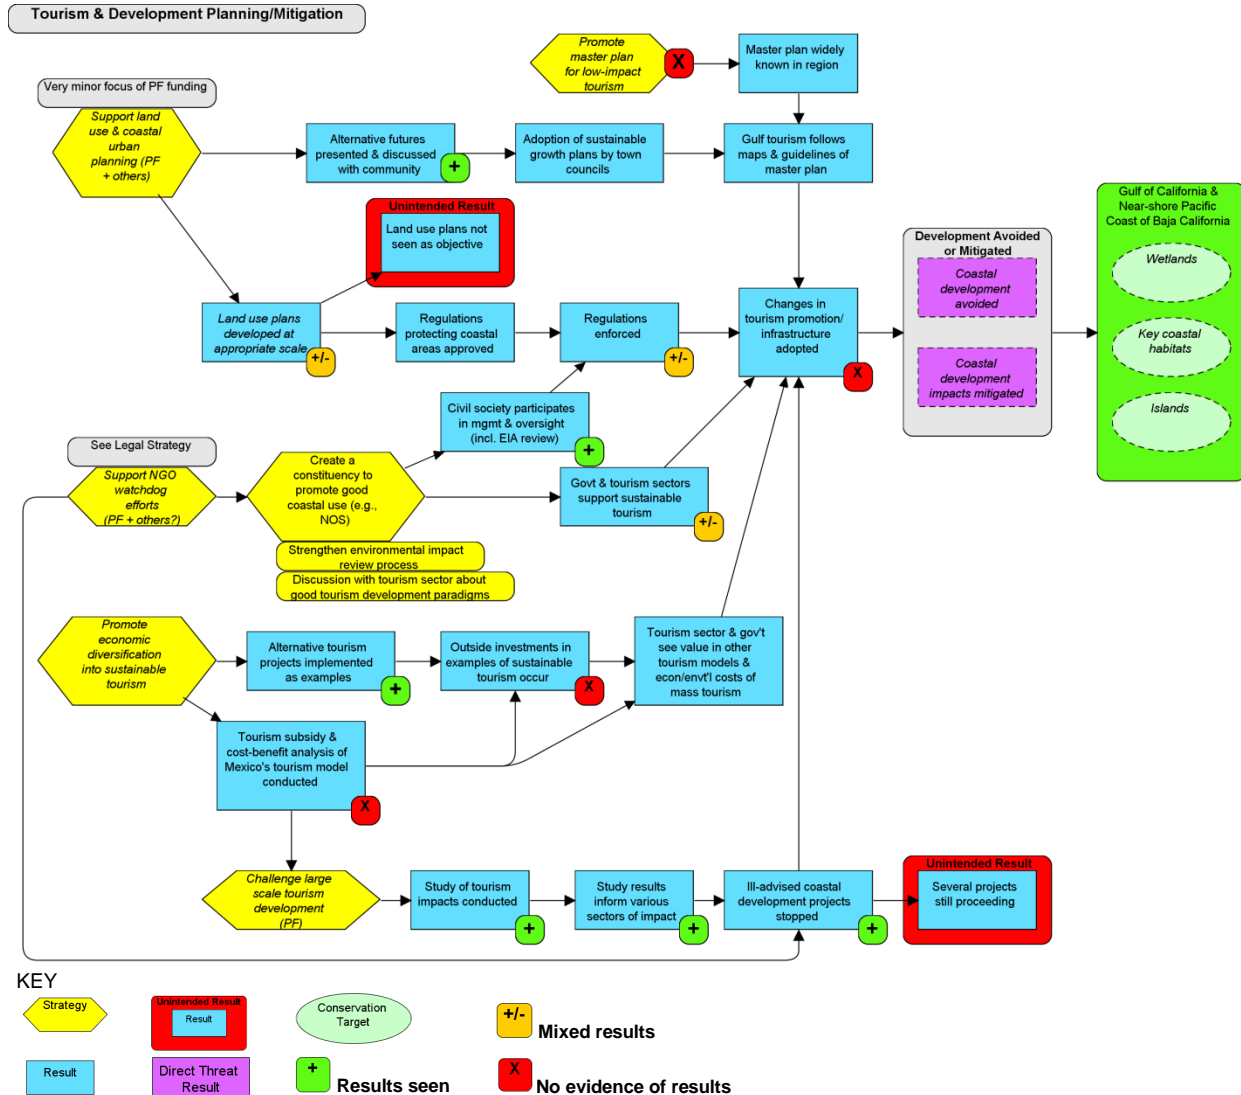 Tourism & Development Planning/Mitigation
Promote
master plan
for low-impact
tourism
X
Master plan widely
known in region
Very minor focus of PF funding
Support land
use & coastal
urban
planning (PF
+ others)
Alternative futures
presented & discussed
with community
+
Adoption of sustainable
growth plans by town
councils
Gulf tourism follows
maps & guidelines of
master plan
Unintended Result
Land use plans not
seen as objective
Land use plans
developed at
appropriate scale
+/-
Regulations
protecting coastal
areas approved
Regulations
enforced
+/-
Changes in
tourism promotion/
infrastructure
adopted
X
Development Avoided
or Mitigated
Coastal
development
avoided
Coastal
development
impacts mitigated
Gulf of California &
Near-shore Pacific
Coast of Baja California
Wetlands
Key coastal
habitats
Islands
Civil society participates
in mgmt & oversight
(incl. EIA review)
+
See Legal Strategy
Support NGO
watchdog
efforts
(PF + others?)
Create a
constituency to
promote good
coastal use (e.g.,
NOS)
Strengthen environmental impact
review process
Discussion with tourism sector about
good tourism development paradigms
Govt & tourism sectors
support sustainable
tourism
+/-
Promote
economic
diversification
into sustainable
tourism
Alternative tourism
projects implemented
as examples
+
Outside investments in
examples of sustainable
tourism occur
X
Tourism sector & gov't
see value in other
tourism models &
econ/envt'l costs of
mass tourism
Tourism subsidy &
cost-benefit analysis of
Mexico's tourism model
conducted
X
Challenge large
scale tourism
development
(PF)
Study of tourism
impacts conducted
+
Study results
inform various
sectors of impact
+
Ill-advised coastal
development projects
stopped
+
Unintended Result
Several projects
still proceeding
KEY
Strategy
Unintended Result
Result
Conservation
Target
+/-
Mixed results
Result
Direct Threat
Result
+
Results seen
X
No evidence of results